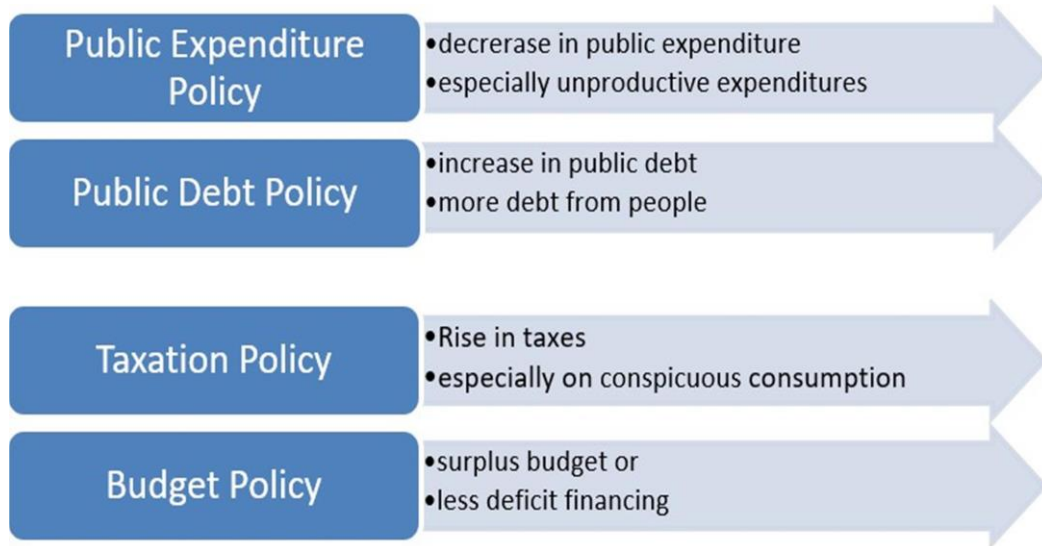 Public Expenditure
Policy
•decrerase in public expenditure
•especially unproductive expenditures
Public Debt Policy
•increase in public debt
•more debt from people
Taxation Policy
•Rise in taxes
•especially on conspicuous consumption
Budget Policy
•surplus budget or
•less deficit financing